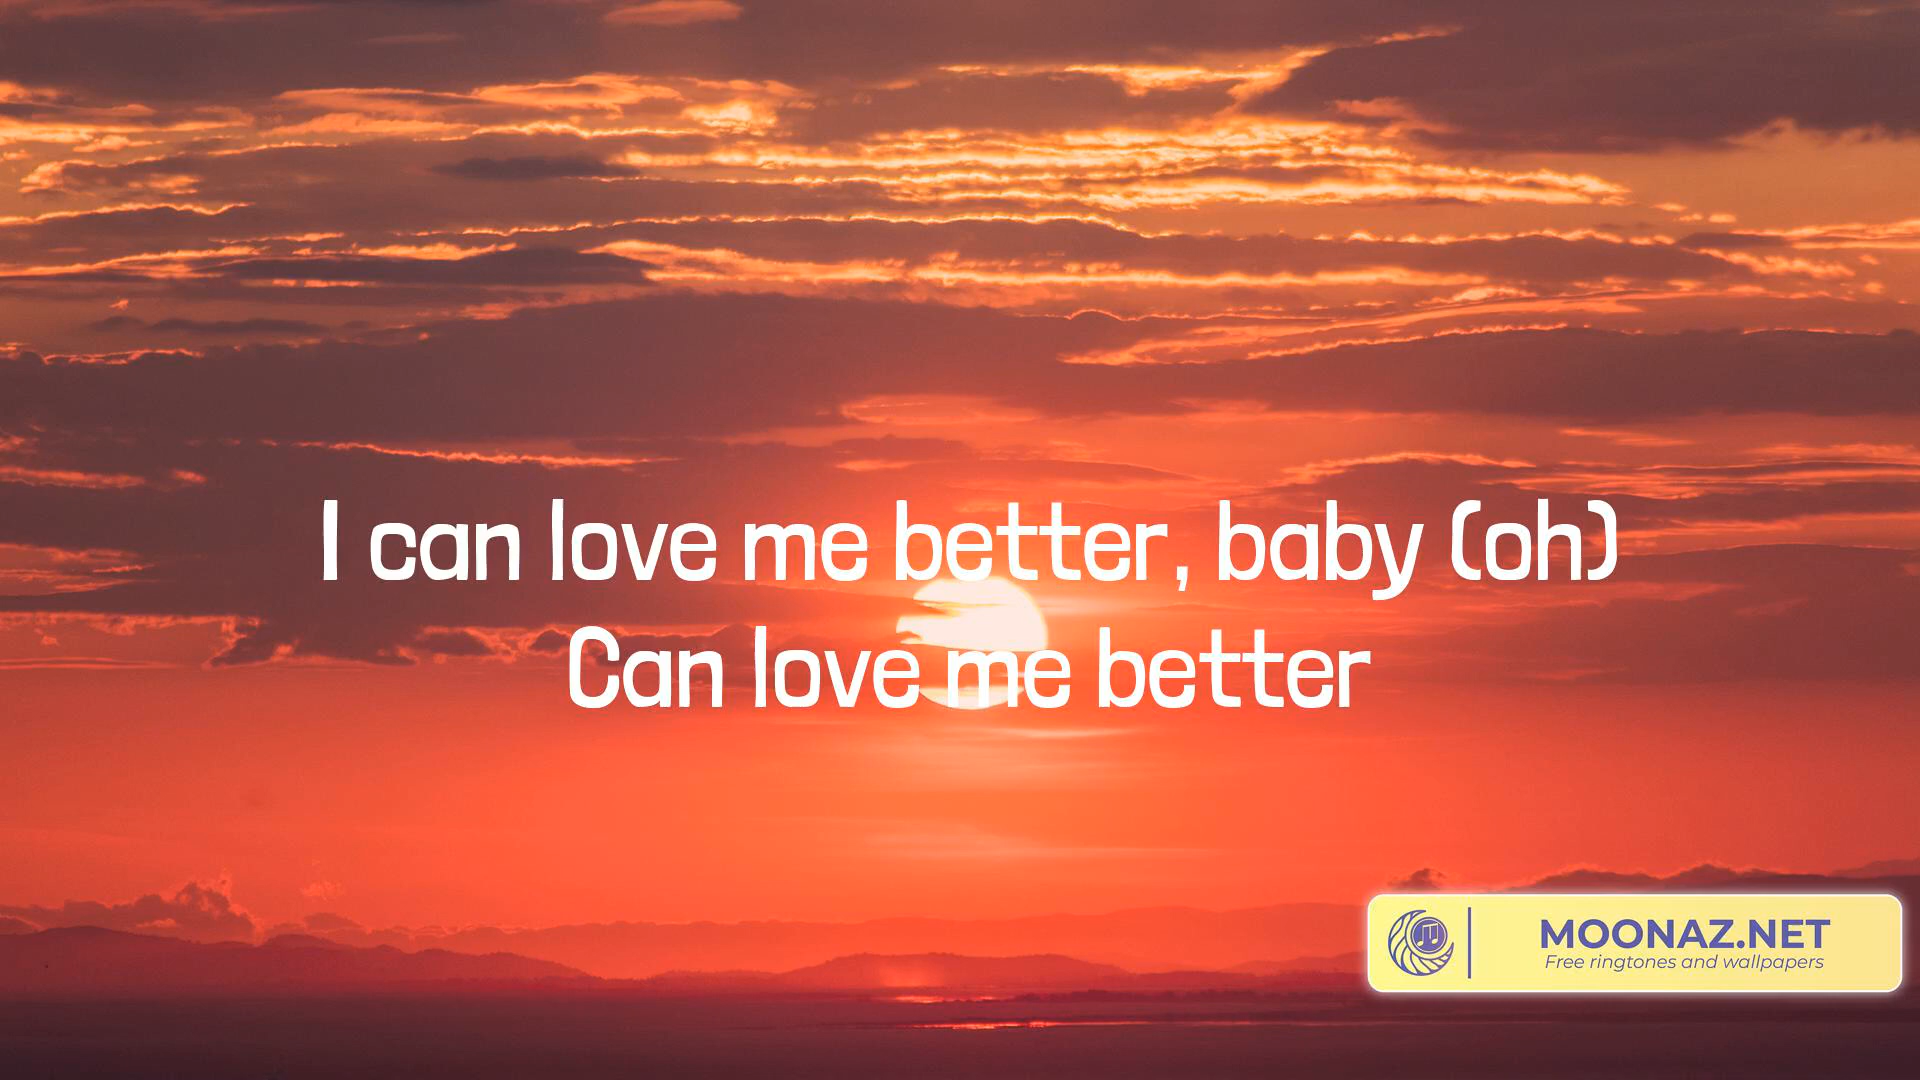 I can love me better, baby (oh)
Can love me better
MOONAZ.NET
Free ringtones and wallpapers